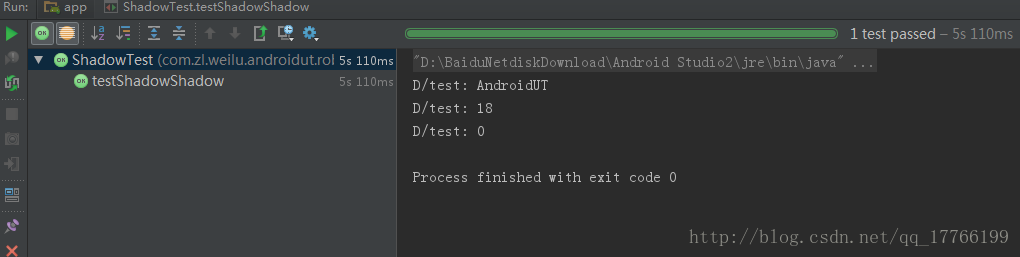 Run: app ShadowTest.testShadowShadow
1 test passed – 5s 110ms
ShadowTest (com.zl.weilu.androidut.rol 5s 110ms
testShadowShadow 5s 110ms
"D:\BaiduNetdiskDownload\Android Studio2\jre\bin\java" ...
D/test: AndroidUT
D/test: 18
D/test: 0
Process finished with exit code 0
http://blog.csdn.net/qq_17766199